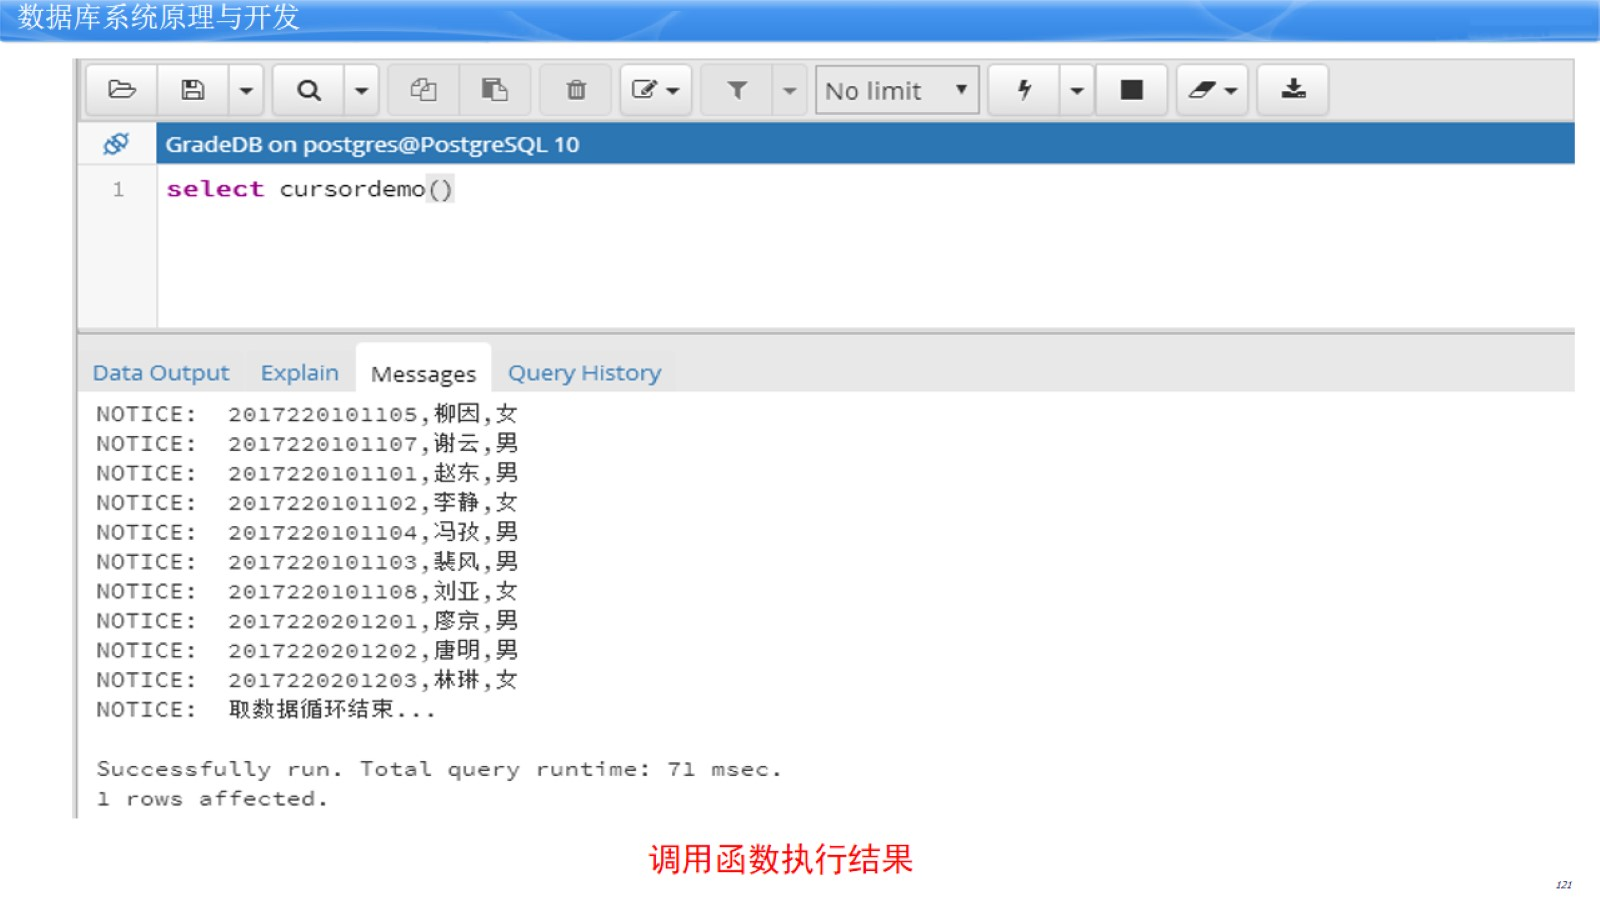 数据库系统原理与开发
No limit
GradeDB on postgres@PostgreSQL 10
1 select cursordemo()
Data Output Explain Messages Query History
NOTICE: 2017220101105,柳因,女
NOTICE: 2017220101107,谢云,男
NOTICE: 2017220101101,赵东,男
NOTICE: 2017220101102,李静,女
NOTICE: 2017220101104,冯孜,男
NOTICE: 2017220101103,裴风,男
NOTICE: 2017220101108,刘亚,女
NOTICE: 2017220201201,廖京,男
NOTICE: 2017220201202,唐明,男
NOTICE: 2017220201203,林琳,女
NOTICE: 取数据循环结束...
Successfully run. Total query runtime: 71 msec.
1 rows affected.
调用函数执行结果
121